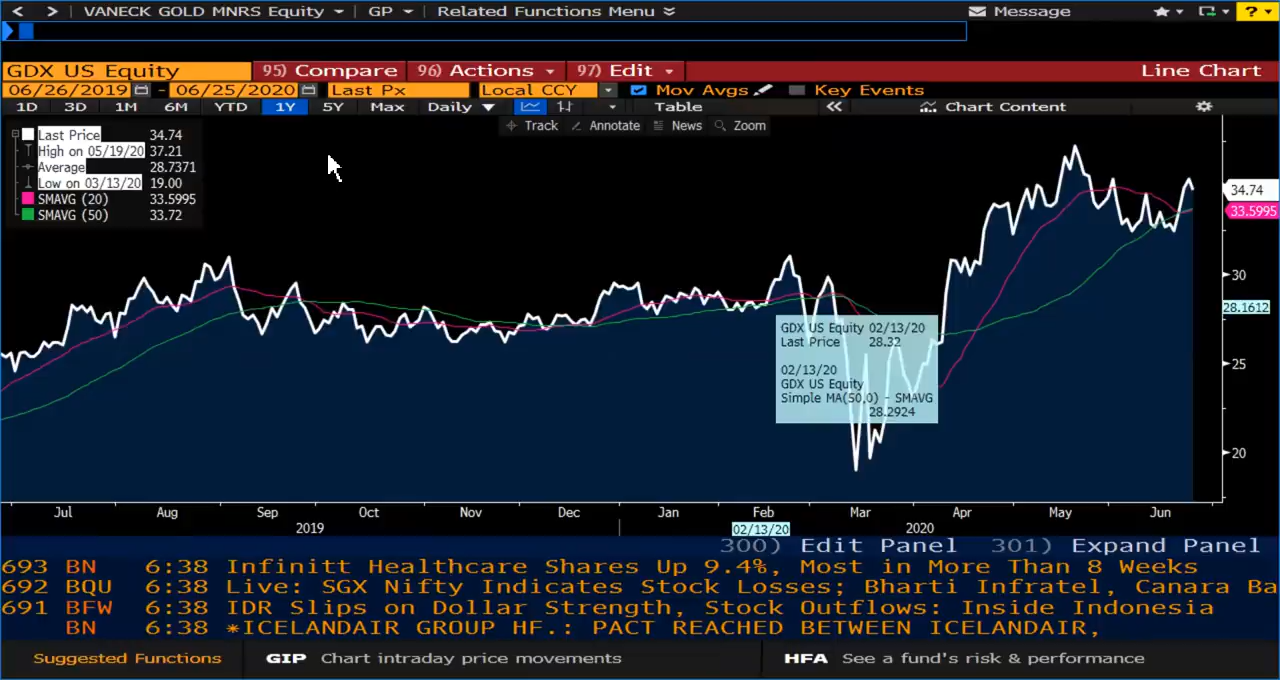 < > VANECK GOLD MNRS Equity GP Related Functions Menu Message ?
GDX US Equity 95) Compare 96) Actions 97) Edit Line Chart
06/26/2019 - 06/25/2020 Last Px Local CCY Mov Avgs Key Events
1D 3D 1M 6M YTD 1Y 5Y Max Daily Table Chart Content
Track Annotate News Zoom
Last Price 34.74
High on 05/19/20 37.21
Average 28.7371
Low on 03/13/20 19.00
SMAVG (20) 33.5995
SMAVG (50) 33.72
34.74
33.5995
30
28.1612
25
20
GDX US Equity 02/13/20
Last Price 28.32
02/13/20
GDX US Equity
Simple MA(50,0) - SMAVG
28.2924
Jul Aug Sep Oct Nov Dec Jan Feb Mar Apr May Jun
2019 02/13/20 2020
300) Edit Panel 301) Expand Panel
693 BN 6:38 Infinitt Healthcare Shares Up 9.4%, Most in More Than 8 Weeks
692 BQU 6:38 Live: SGX Nifty Indicates Stock Losses; Bharti Infratel, Canara Ba
691 BFW 6:38 IDR Slips on Dollar Strength, Stock Outflows: Inside Indonesia
BN 6:38 *ICELANDAIR GROUP HF.: PACT REACHED BETWEEN ICELANDAIR,
Suggested Functions GIP Chart intraday price movements HFA See a fund's risk & performance